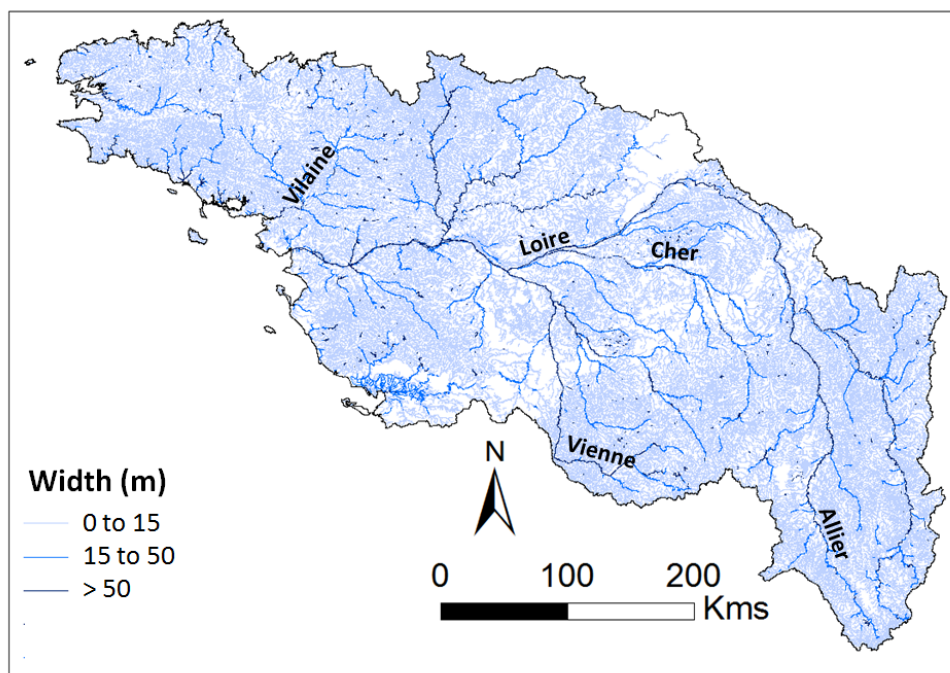 Vilaine
Loire
Cher
Vienne
Allier
N
Width (m)
0 to 15
15 to 50
> 50
0 100 200
Kms